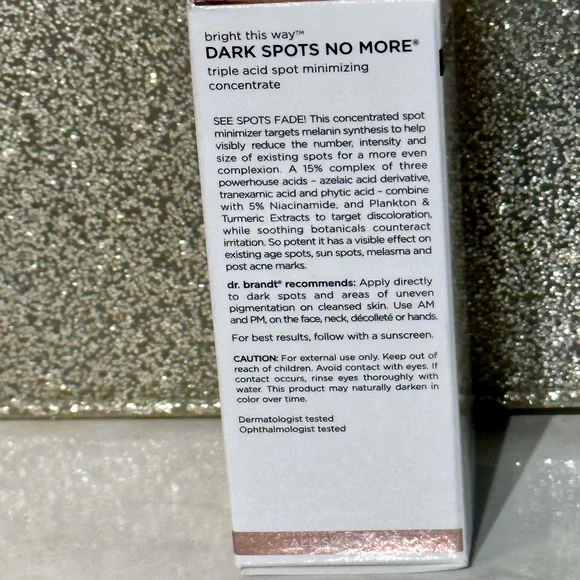 bright this way™
DARK SPOTS NO MORE®
triple acid spot minimizing
concentrate
SEE SPOTS FADE! This concentrated spot
minimizer targets melanin synthesis to help
visibly reduce the number, intensity and
size of existing spots for a more even
complexion. A 15% complex of three
powerhouse acids – azelaic acid derivative,
tranexamic acid and phytic acid – combine
with 5% Niacinamide, and Plankton &
Turmeric Extracts to target discoloration,
while soothing botanicals counteract
irritation. So potent it has a visible effect on
existing age spots, sun spots, melasma and
post acne marks.
dr. brandt® recommends: Apply directly
to dark spots and areas of uneven
pigmentation on cleansed skin. Use AM
and PM, on the face, neck, décolleté or hands.
For best results, follow with a sunscreen.
CAUTION: For external use only. Keep out of
reach of children. Avoid contact with eyes. If
contact occurs, rinse eyes thoroughly with
water. This product may naturally darken in
color over time.
Dermatologist tested
Ophthalmologist tested
ALL